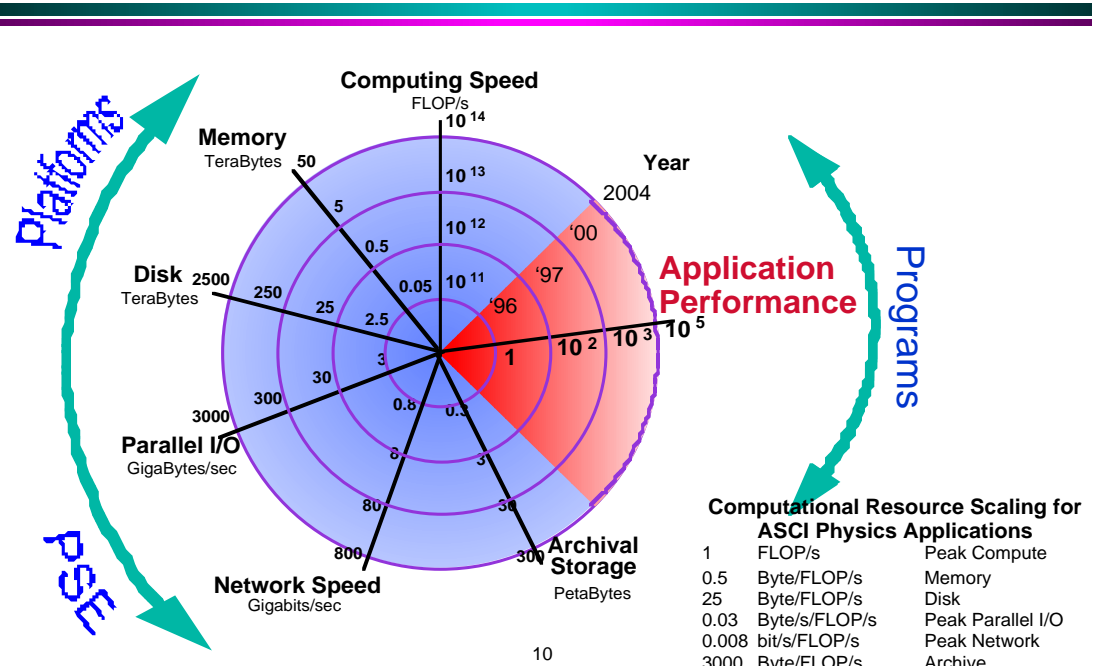 Computing Speed
FLOP/s
10 14
10 13
10 12
10 11
Memory
TeraBytes
50
5
0.5
0.05
Disk
TeraBytes
2500
250
25
2.5
Parallel I/O
GigaBytes/sec
3000
300
30
3
Network Speed
Gigabits/sec
800
80
8
0.8
Archival
Storage
PetaBytes
300
30
3
0.3
Year
2004
‘00
‘97
‘96
Application
Performance
1
10 2
10 3
10 5
Platforms
PSE
Programs
Computational Resource Scaling for
ASCI Physics Applications
1 FLOP/s Peak Compute
0.5 Byte/FLOP/s Memory
25 Byte/FLOP/s Disk
0.03 Byte/s/FLOP/s Peak Parallel I/O
0.008 bit/s/FLOP/s Peak Network
3000 Byte/FLOP/s Archive
10